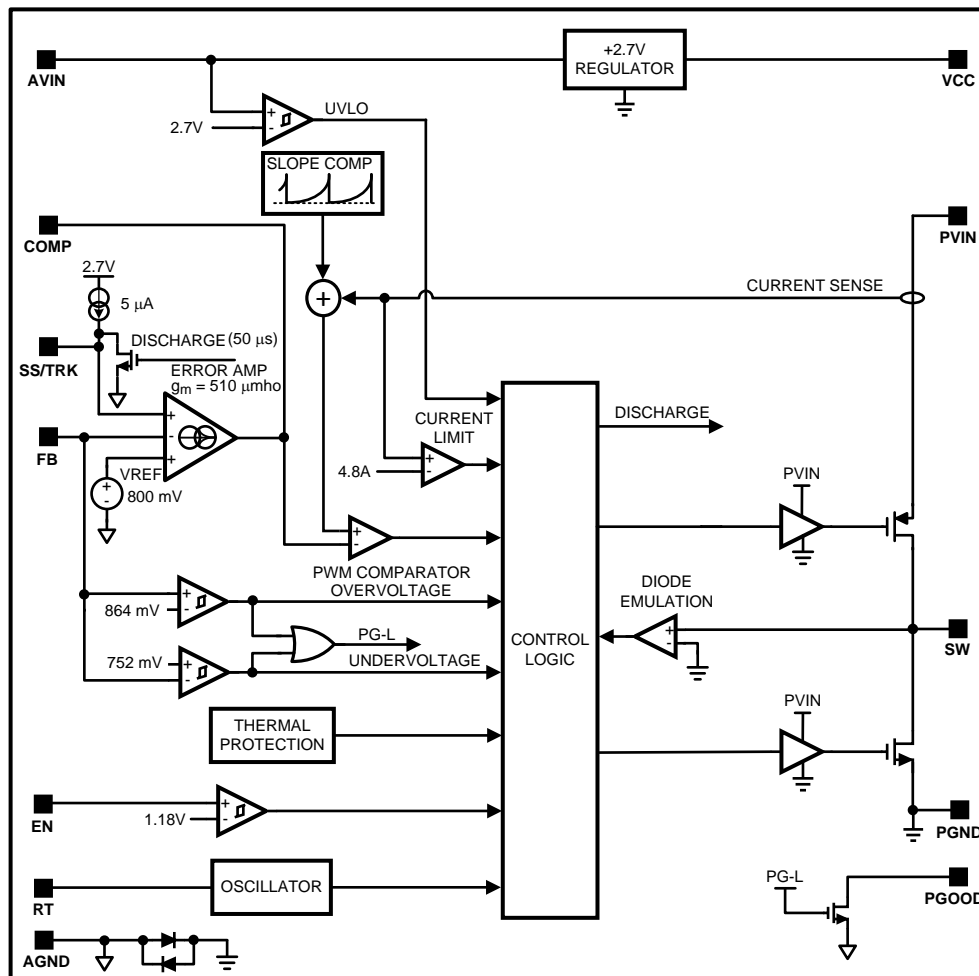 AVIN
+2.7V
REGULATOR
VCC
+
-
2.7V
UVLO
SLOPE COMP
COMP
PVIN
2.7V
5 μA
+
CURRENT SENSE
SS/TRK
DISCHARGE (50 μs)
ERROR AMP
gm = 510 μmho
FB
+
-
+
VREF
800 mV
+
-
CURRENT
LIMIT
4.8A
+
-
DISCHARGE
PVIN
+
-
PWM COMPARATOR
OVERVOLTAGE
864 mV
+
-
PG-L
752 mV
+
-
UNDERVOLTAGE
CONTROL
LOGIC
DIODE
EMULATION
+
-
SW
THERMAL
PROTECTION
PVIN
EN
1.18V
+
-
PGND
RT
OSCILLATOR
PG-L
PGOOD
AGND